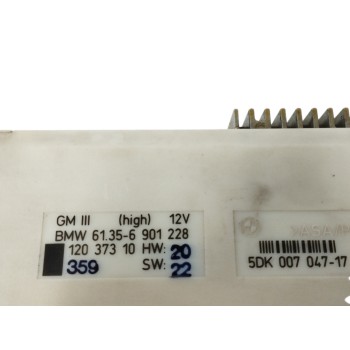 GM III (high) 12V
BMW 61.35-6 901 228
120 373 10 HW: 20
359 SW: 22
5DK 007 047-17